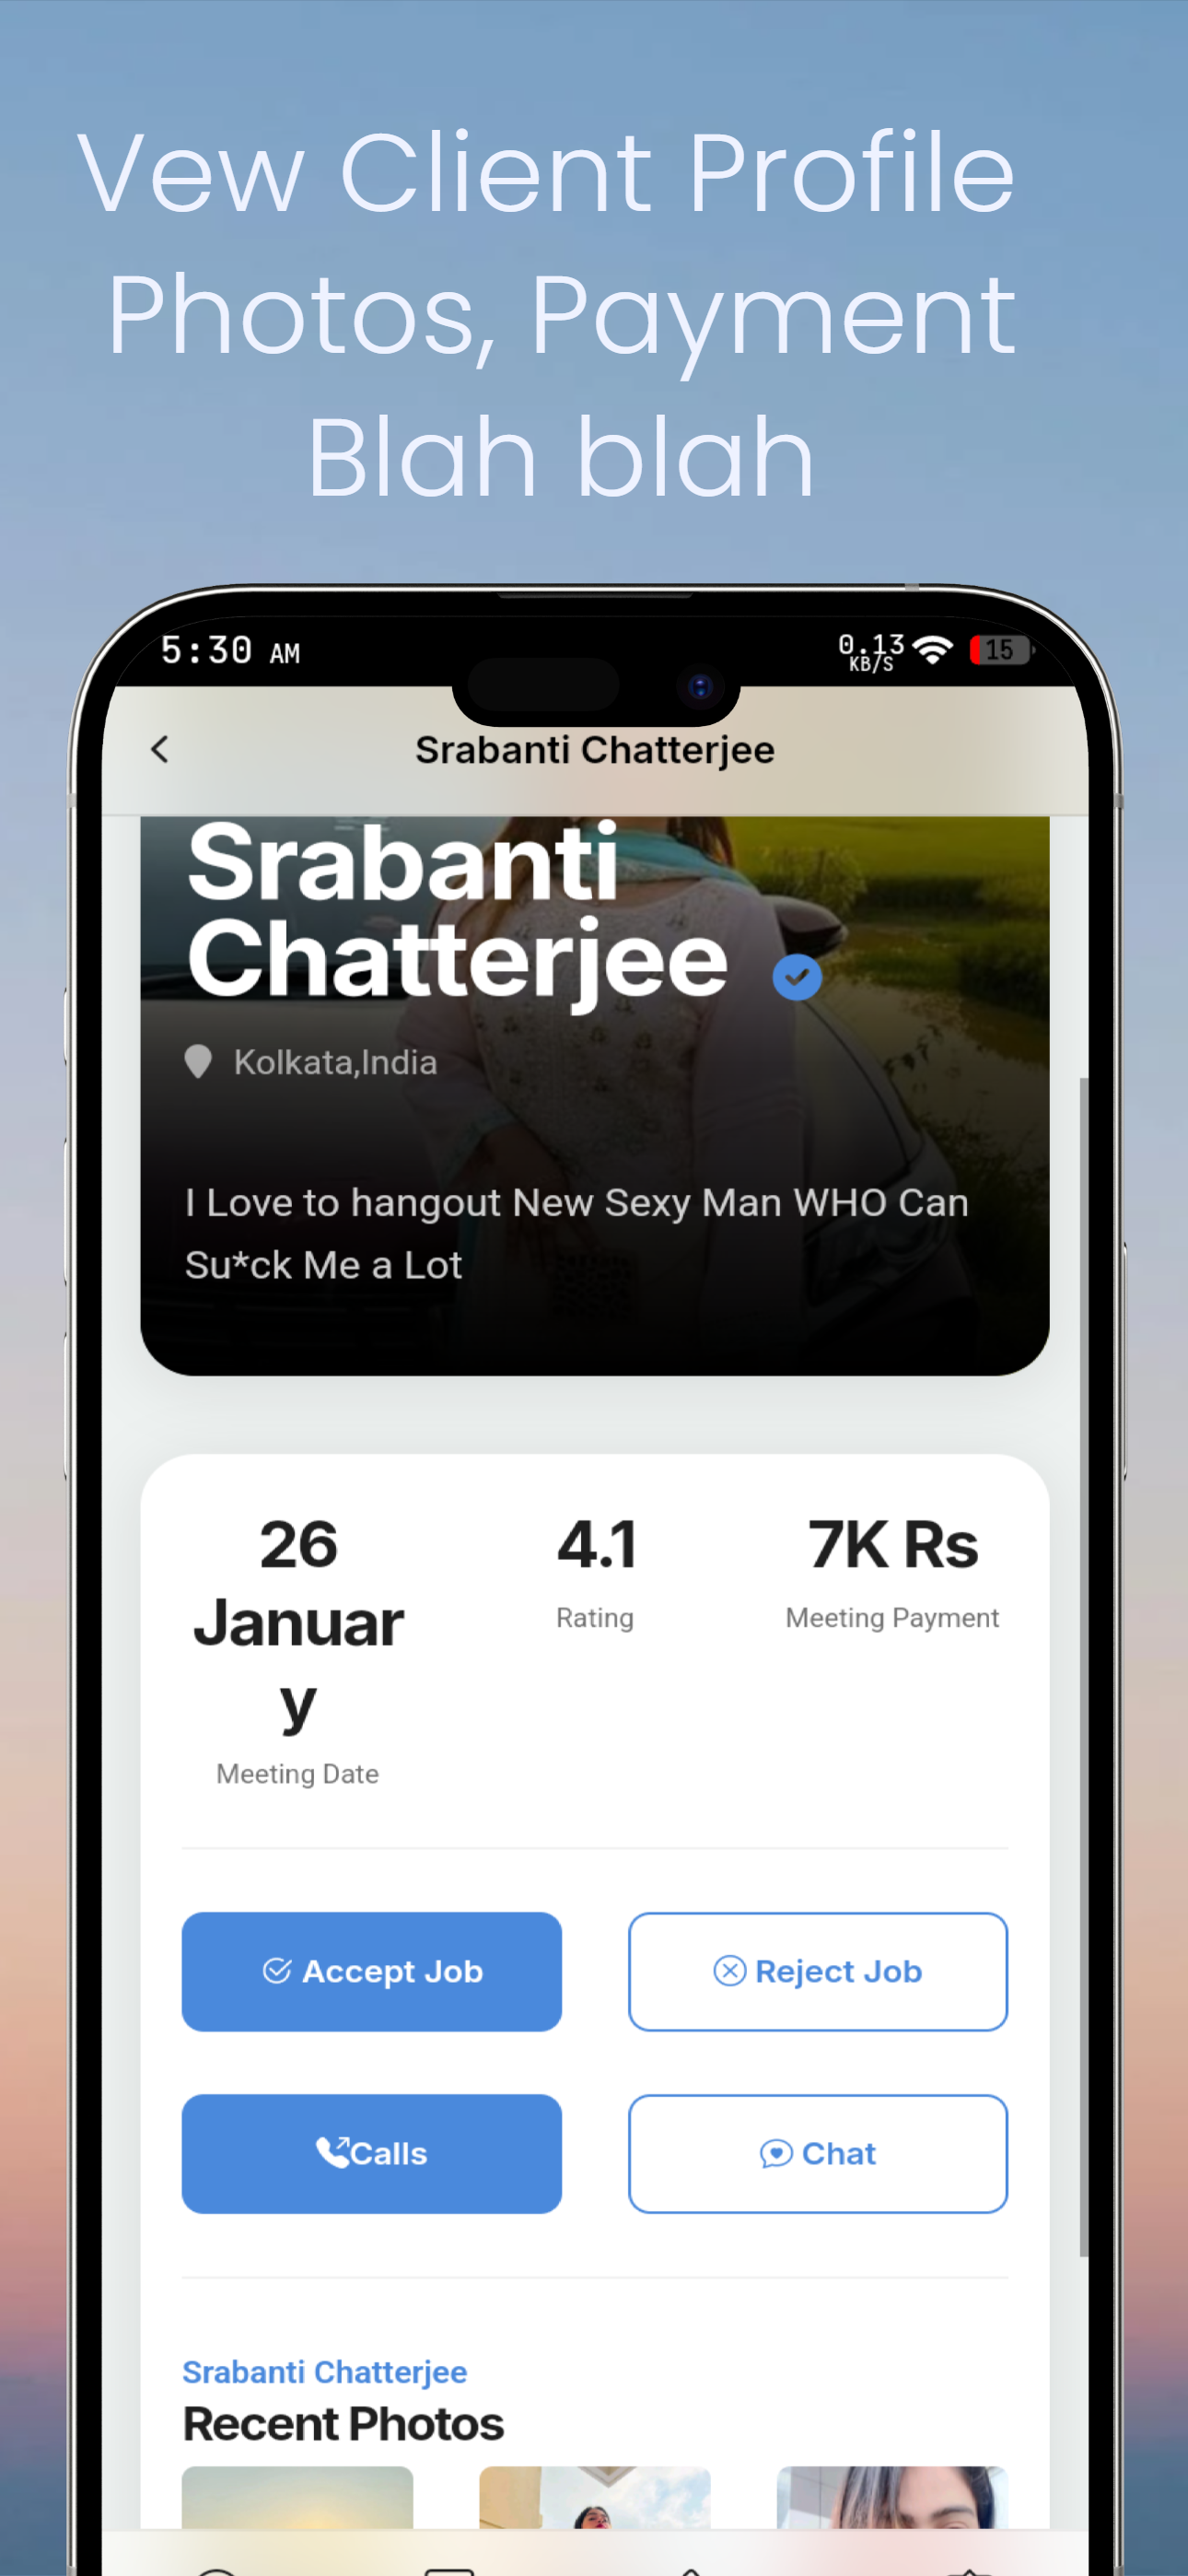 Vew Client Profile
Photos, Payment
Blah blah
5:30 AM
0.13
KB/S
15
Srabanti Chatterjee
Srabanti
Chatterjee
Kolkata,India
I Love to hangout New Sexy Man WHO Can
Su*ck Me a Lot
26
Januar
y
Meeting Date
4.1
Rating
7K Rs
Meeting Payment
Accept Job
Reject Job
Calls
Chat
Srabanti Chatterjee
Recent Photos